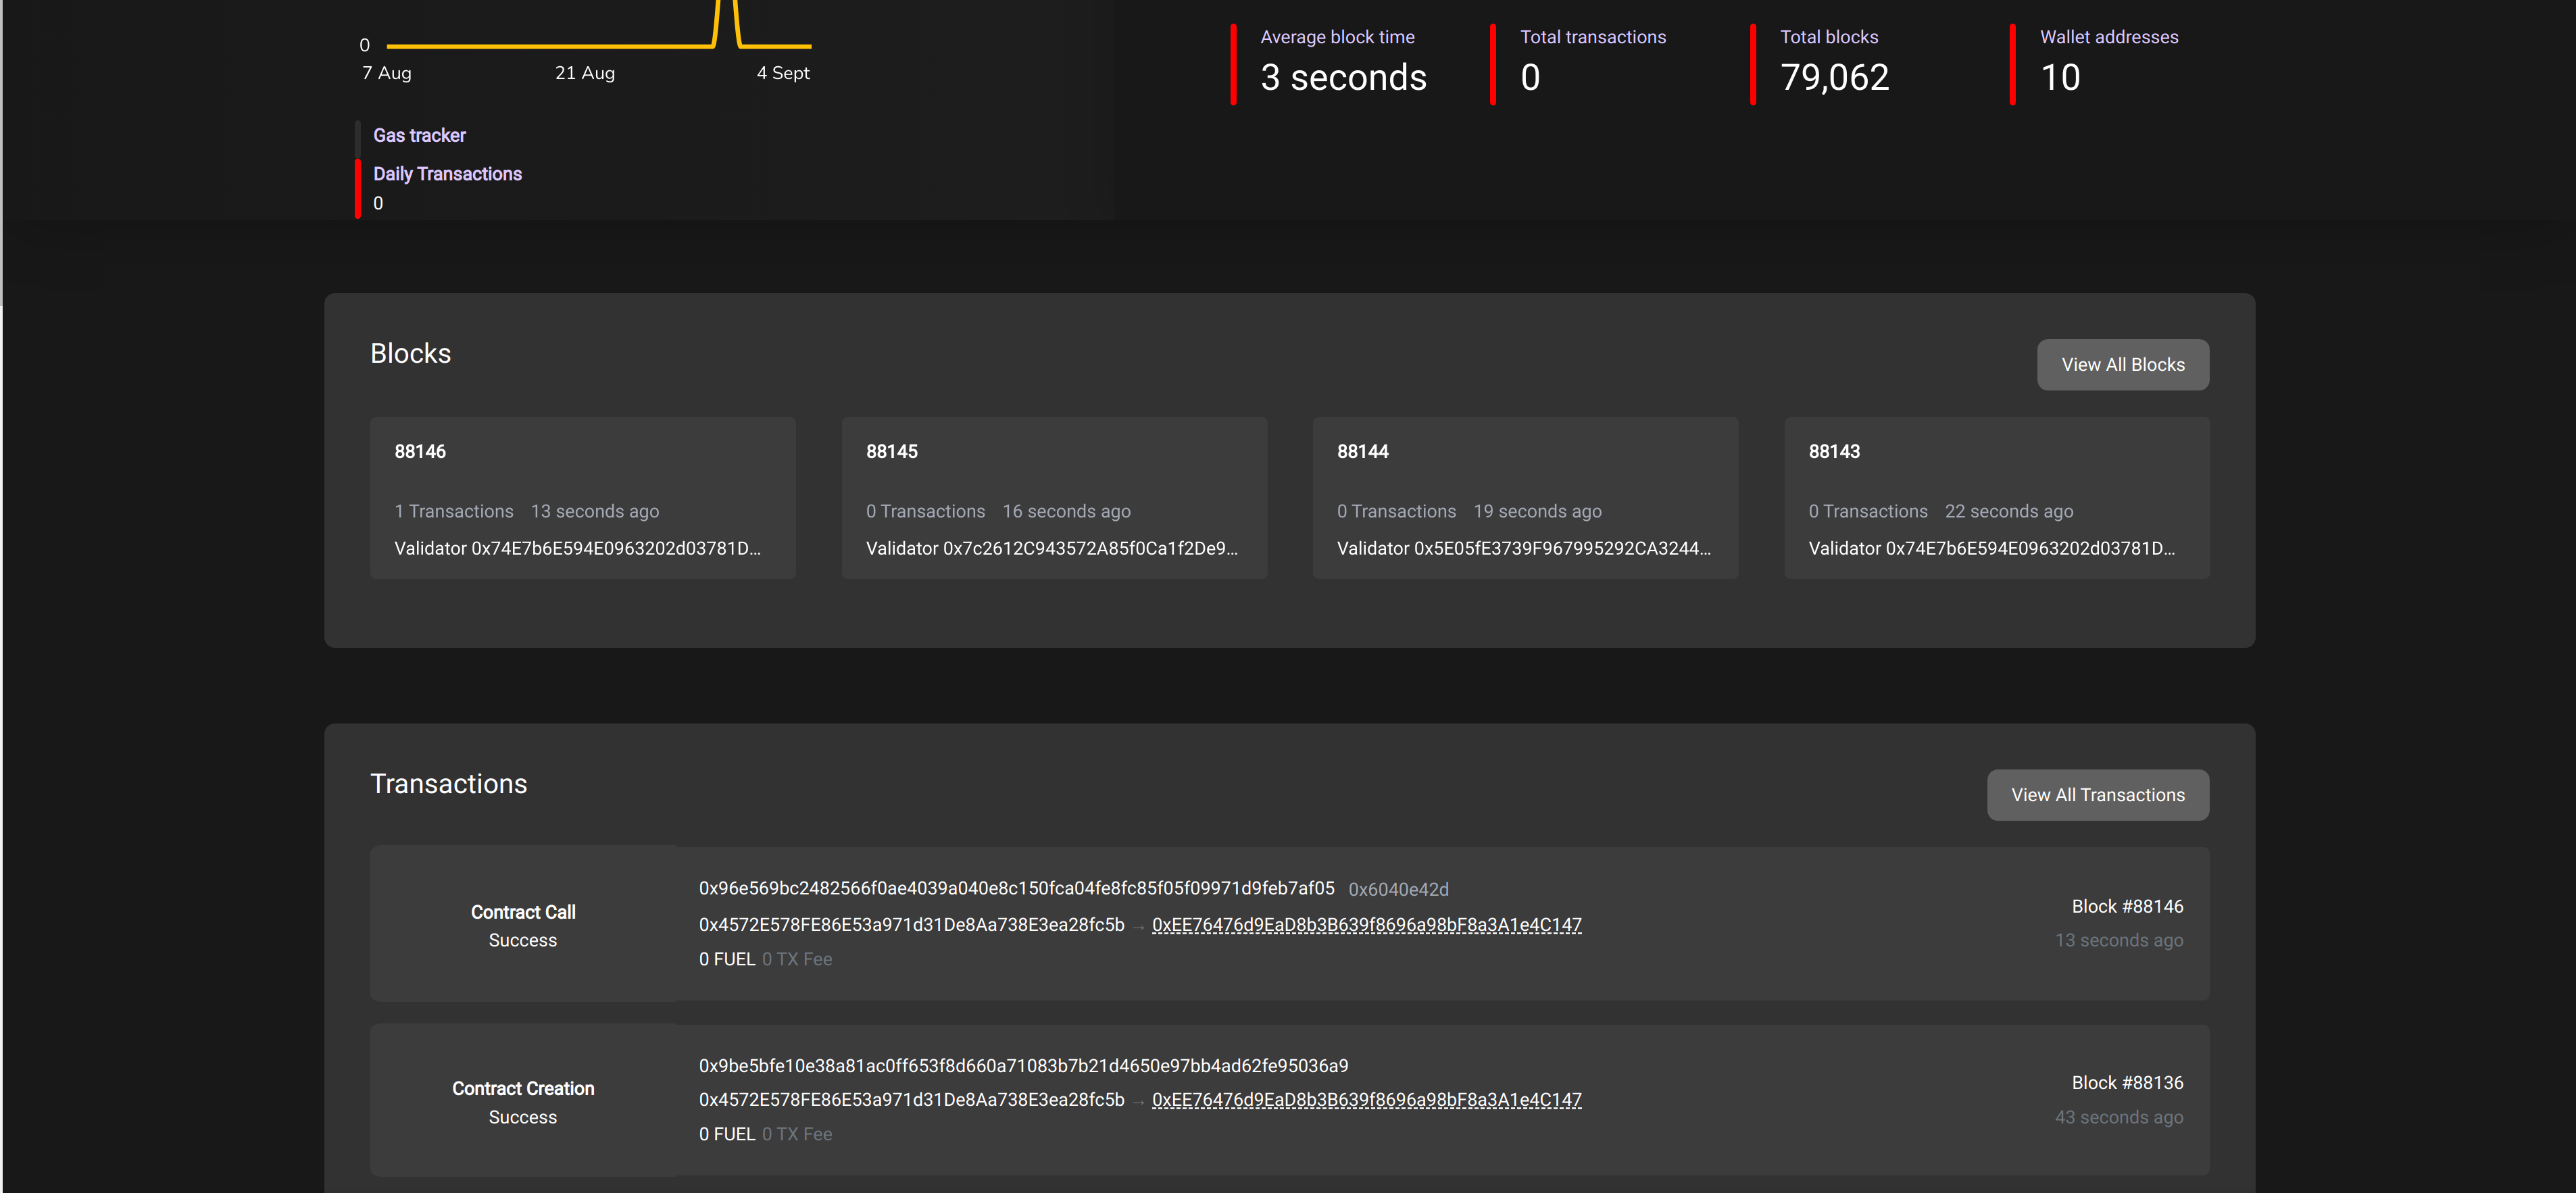 0
7 Aug 21 Aug 4 Sept
Gas tracker
Daily Transactions
0
Average block time
3 seconds
Total transactions
0
Total blocks
79,062
Wallet addresses
10
Blocks
View All Blocks
88146
1 Transactions 13 seconds ago
Validator 0x74E7b6E594E0963202d03781D...
88145
0 Transactions 16 seconds ago
Validator 0x7c2612C943572A85f0Ca1f2De9...
88144
0 Transactions 19 seconds ago
Validator 0x5E05fE3739F967995292CA3244...
88143
0 Transactions 22 seconds ago
Validator 0x74E7b6E594E0963202d03781D...
Transactions
View All Transactions
Contract Call
Success
0x96e569bc2482566f0ae4039a040e8c150fca04fe8fc85f05f09971d9feb7af05 0x6040e42d
0x4572E578FE86E53a971d31De8Aa738E3ea28fc5b → 0xEE76476d9EaD8b3B639f8696a98bF8a3A1e4C147
0 FUEL 0 TX Fee
Block #88146
13 seconds ago
Contract Creation
Success
0x9be5bfe10e38a81ac0ff653f8d660a71083b7b21d4650e97bb4ad62fe95036a9
0x4572E578FE86E53a971d31De8Aa738E3ea28fc5b → 0xEE76476d9EaD8b3B639f8696a98bF8a3A1e4C147
0 FUEL 0 TX Fee
Block #88136
43 seconds ago